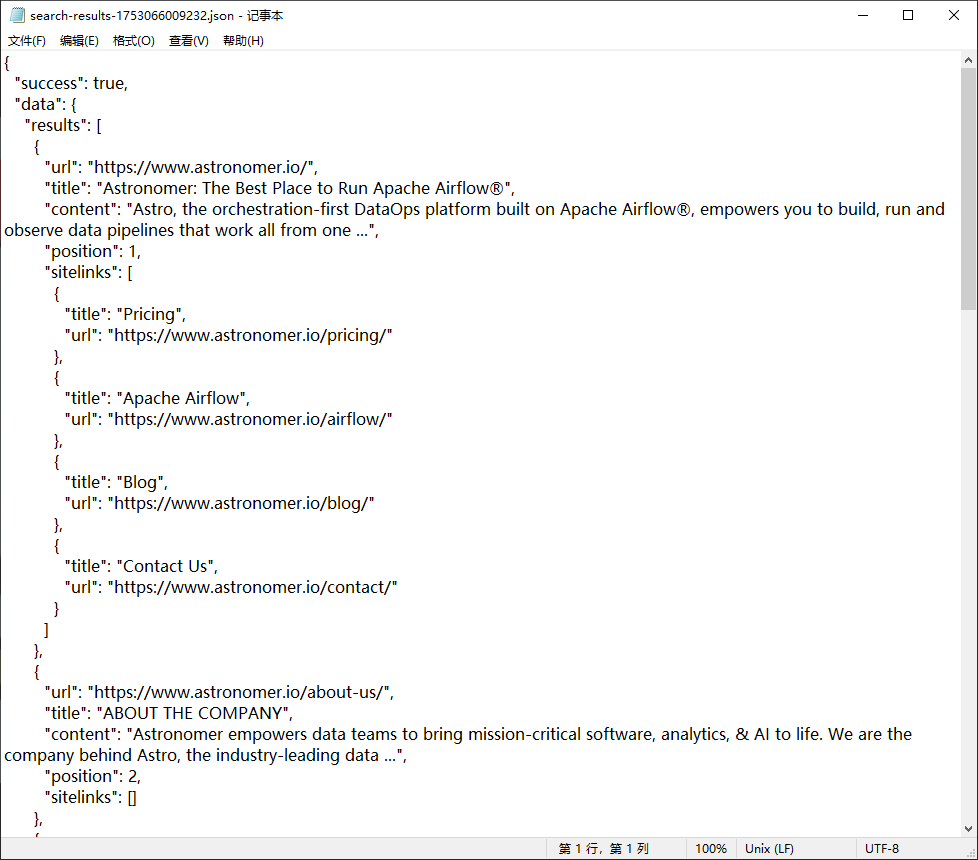 search-results-1753066009232.json - 记事本
文件(F) 编辑(E) 格式(O) 查看(V) 帮助(H)
{
  "success": true,
  "data": {
    "results": [
      {
        "url": "https://www.astronomer.io/",
        "title": "Astronomer: The Best Place to Run Apache Airflow®",
        "content": "Astro, the orchestration-first DataOps platform built on Apache Airflow®, empowers you to build, run and
observe data pipelines that work all from one ...",
        "position": 1,
        "sitelinks": [
          {
            "title": "Pricing",
            "url": "https://www.astronomer.io/pricing/"
          },
          {
            "title": "Apache Airflow",
            "url": "https://www.astronomer.io/airflow/"
          },
          {
            "title": "Blog",
            "url": "https://www.astronomer.io/blog/"
          },
          {
            "title": "Contact Us",
            "url": "https://www.astronomer.io/contact/"
          }
        ]
      },
      {
        "url": "https://www.astronomer.io/about-us/",
        "title": "ABOUT THE COMPANY",
        "content": "Astronomer empowers data teams to bring mission-critical software, analytics, & AI to life. We are the
company behind Astro, the industry-leading data ...",
        "position": 2,
        "sitelinks": []
      },
      {
第 1 行，第 1 列 100% Unix (LF) UTF-8